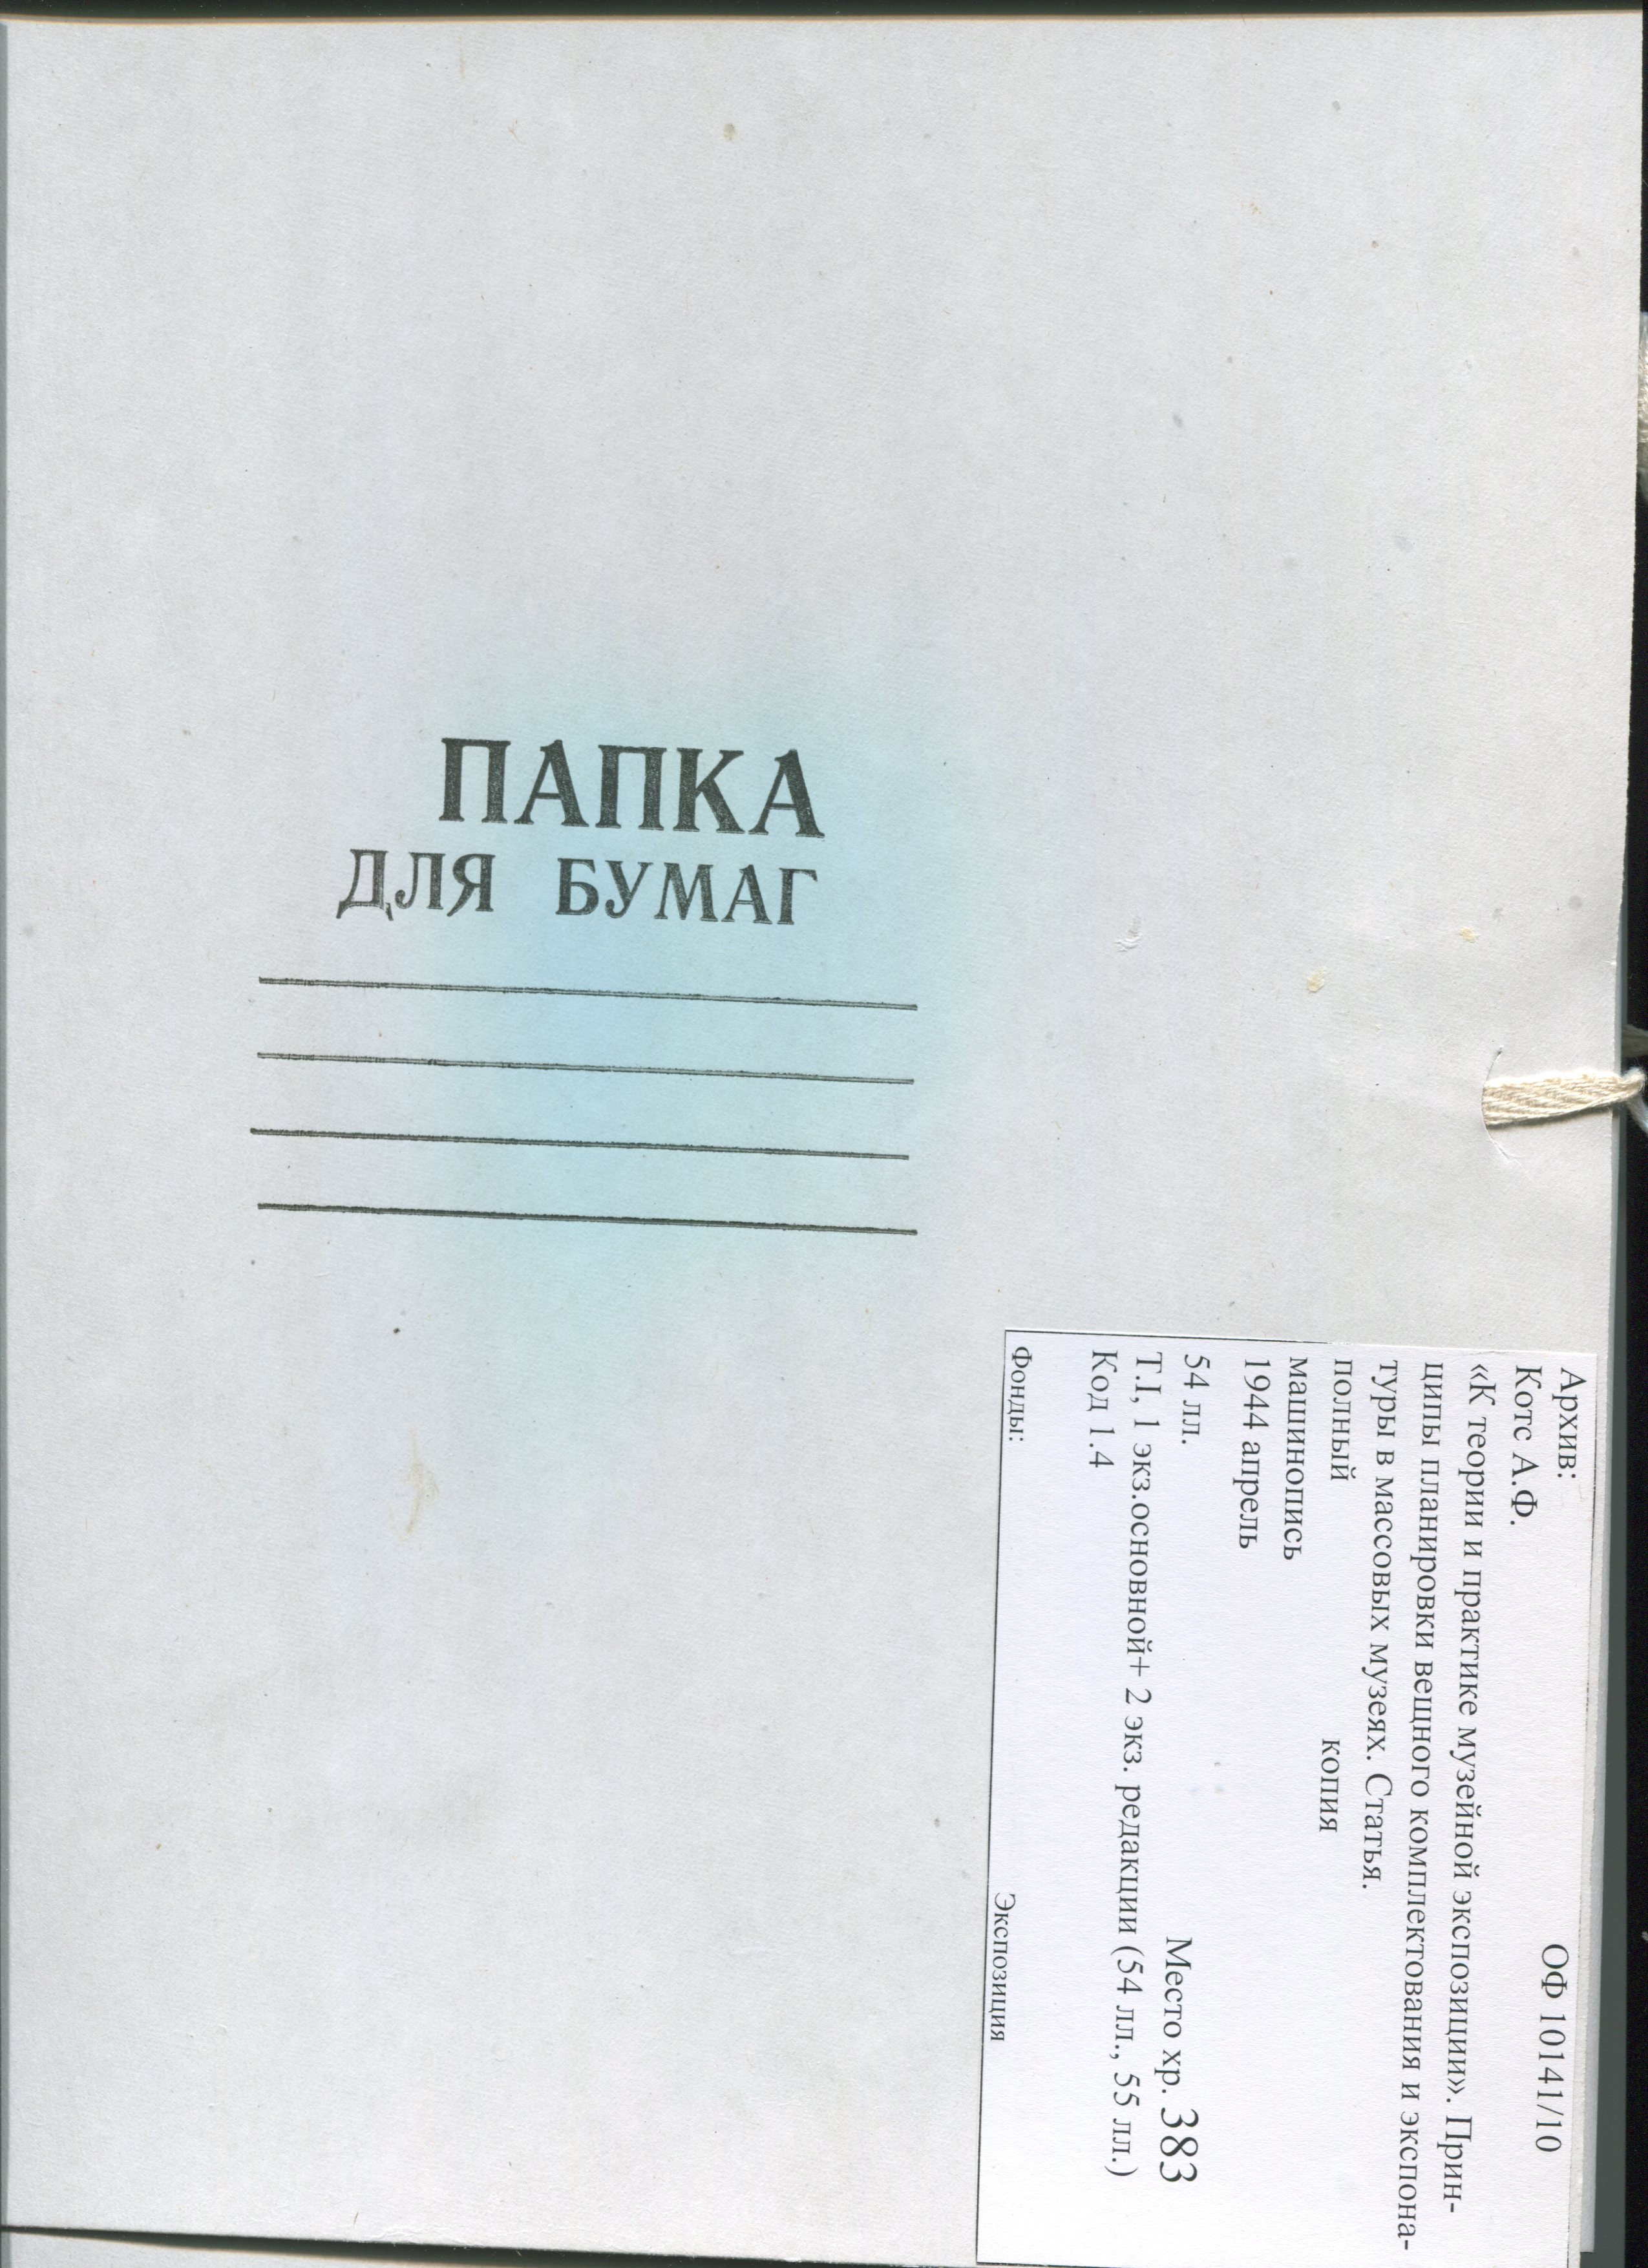 ПАПКА
ДЛЯ БУМАГ
Архив: ОФ 10141/10
Котс А.Ф.
«К теории и практике музейной экспозиции». Прин-
ципы планировки вещного комплектования и экспона-
туры в массовых музеях. Статья.
полный копия
машинопись
1944 апрель
54 лл. Место хр. 383
Т.I, 1 экз.основной+ 2 экз. редакции (54 лл., 55 лл.)
Код 1.4
Фонды: Экспозиция